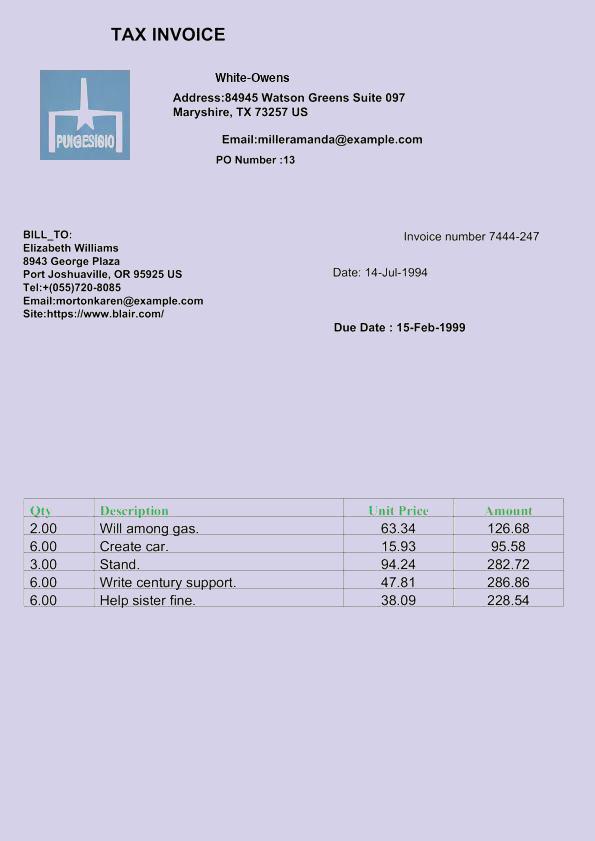 TAX INVOICE
White-Owens
Address:84945 Watson Greens Suite 097
Maryshire, TX 73257 US
PUIGESIBIO
Email:milleramanda@example.com
PO Number :13
BILL_TO:
Elizabeth Williams
8943 George Plaza
Port Joshuaville, OR 95925 US
Tel:+(055)720-8085
Email:mortonkaren@example.com
Site:https://www.blair.com/
Invoice number 7444-247
Date: 14-Jul-1994
Due Date : 15-Feb-1999
Qty Description Unit Price Amount
2.00 Will among gas. 63.34 126.68
6.00 Create car. 15.93 95.58
3.00 Stand. 94.24 282.72
6.00 Write century support. 47.81 286.86
6.00 Help sister fine. 38.09 228.54